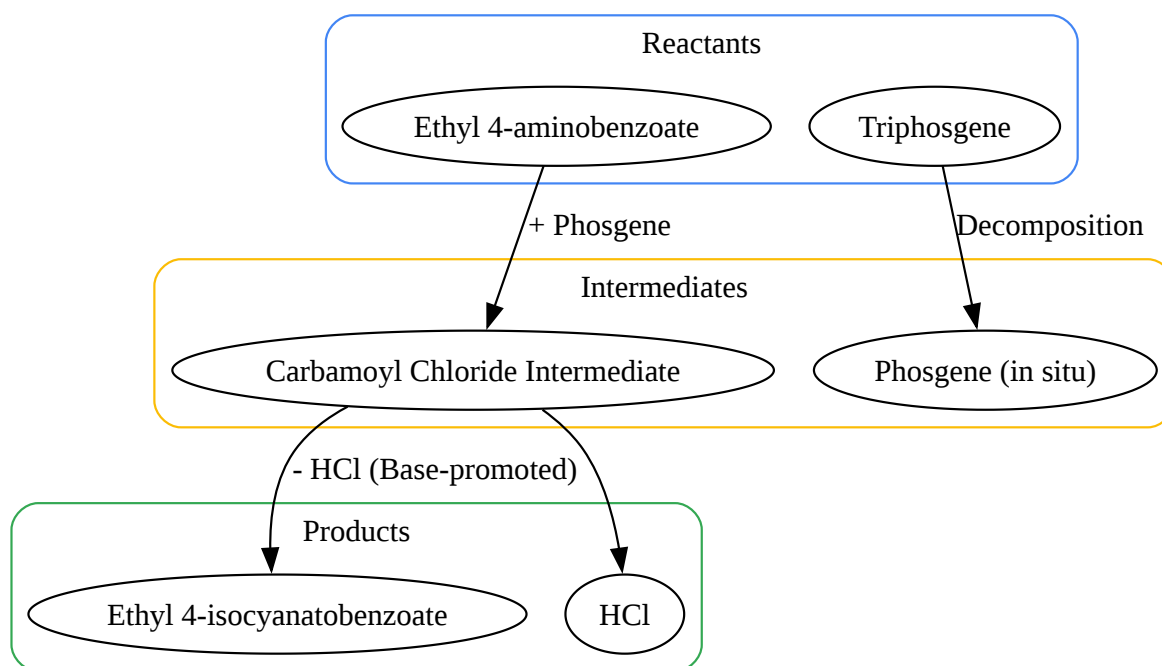 Reactants
Ethyl 4-aminobenzoate
Triphosgene
+ Phosgene
Decomposition
Intermediates
Carbamoyl Chloride Intermediate
Phosgene (in situ)
- HCl (Base-promoted)
Products
Ethyl 4-isocyanatobenzoate
HCl